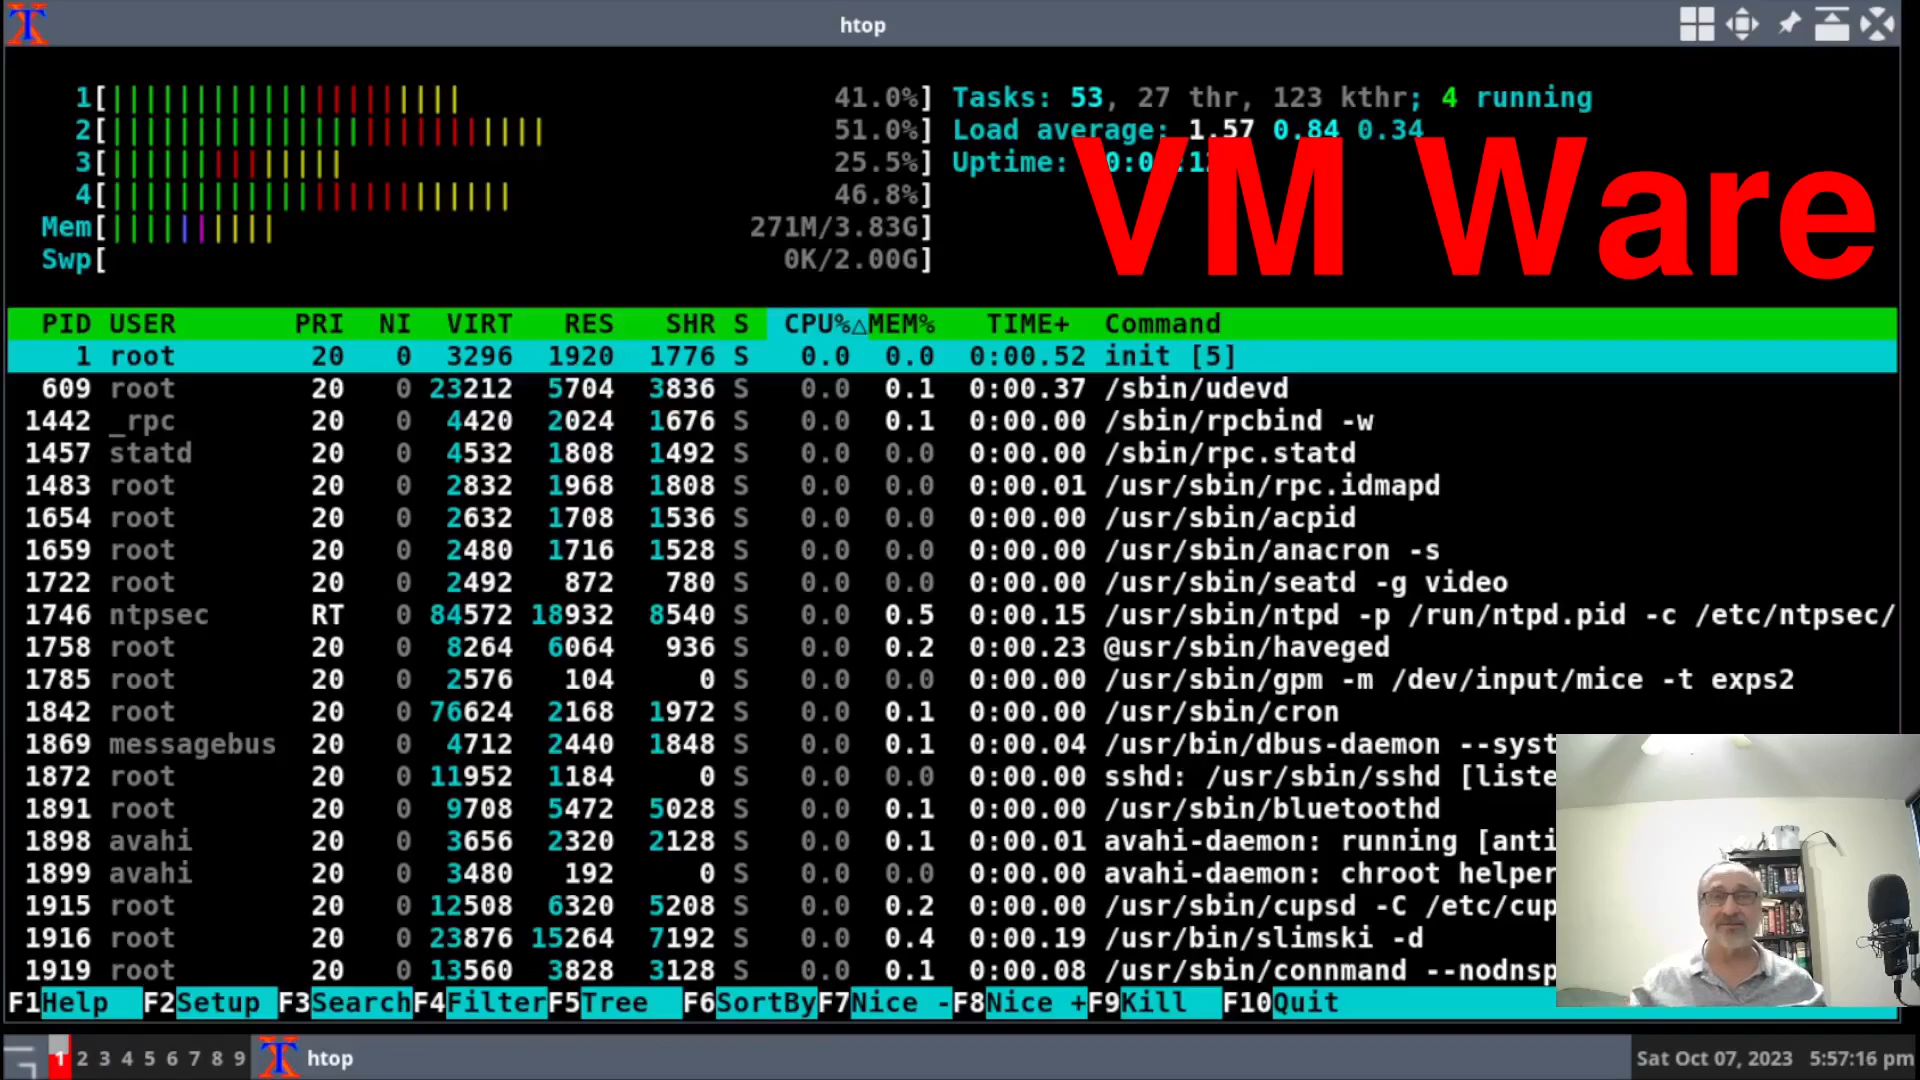 htop
1[ 41.0%] Tasks: 53, 27 thr, 123 kthr; 4 running
2[ 51.0%] Load average: 1.57 0.84 0.34
3[ 25.5%] Uptime:
4[ 46.8%]
VM Ware
Mem[ 271M/3.83G]
Swp[ 0K/2.00G]
PID USER PRI NI VIRT RES SHR S CPU%△MEM% TIME+ Command
1 root 20 0 3296 1920 1776 S 0.0 0.0 0:00.52 init [5]
609 root 20 0 23212 5704 3836 S 0.0 0.1 0:00.37 /sbin/udevd
1442 _rpc 20 0 4420 2024 1676 S 0.0 0.1 0:00.00 /sbin/rpcbind -w
1457 statd 20 0 4532 1808 1492 S 0.0 0.0 0:00.00 /sbin/rpc.statd
1483 root 20 0 2832 1968 1808 S 0.0 0.0 0:00.01 /usr/sbin/rpc.idmapd
1654 root 20 0 2632 1708 1536 S 0.0 0.0 0:00.00 /usr/sbin/acpid
1659 root 20 0 2480 1716 1528 S 0.0 0.0 0:00.00 /usr/sbin/anacron -s
1722 root 20 0 2492 872 780 S 0.0 0.0 0:00.00 /usr/sbin/seatd -g video
1746 ntpsec RT 0 84572 18932 8540 S 0.0 0.5 0:00.15 /usr/sbin/ntpd -p /run/ntpd.pid -c /etc/ntpsec/
1758 root 20 0 8264 6064 936 S 0.0 0.2 0:00.23 @usr/sbin/haveged
1785 root 20 0 2576 104 0 S 0.0 0.0 0:00.00 /usr/sbin/gpm -m /dev/input/mice -t exps2
1842 root 20 0 76624 2168 1972 S 0.0 0.1 0:00.00 /usr/sbin/cron
1869 messagebus 20 0 4712 2440 1848 S 0.0 0.1 0:00.04 /usr/bin/dbus-daemon --syst
1872 root 20 0 11952 1184 0 S 0.0 0.0 0:00.00 sshd: /usr/sbin/sshd [liste
1891 root 20 0 9708 5472 5028 S 0.0 0.1 0:00.00 /usr/sbin/bluetoothd
1898 avahi 20 0 3656 2320 2128 S 0.0 0.1 0:00.01 avahi-daemon: running [anti
1899 avahi 20 0 3480 192 0 S 0.0 0.0 0:00.00 avahi-daemon: chroot helper
1915 root 20 0 12508 6320 5208 S 0.0 0.2 0:00.00 /usr/sbin/cupsd -C /etc/cup
1916 root 20 0 23876 15264 7192 S 0.0 0.4 0:00.19 /usr/bin/slimski -d
1919 root 20 0 13560 3828 3128 S 0.0 0.1 0:00.08 /usr/sbin/connmand --nodnsp
F1Help F2Setup F3SearchF4FilterF5Tree F6SortByF7Nice -F8Nice +F9Kill F10Quit
1 2 3 4 5 6 7 8 9 htop Sat Oct 07, 2023 5:57:16 pm